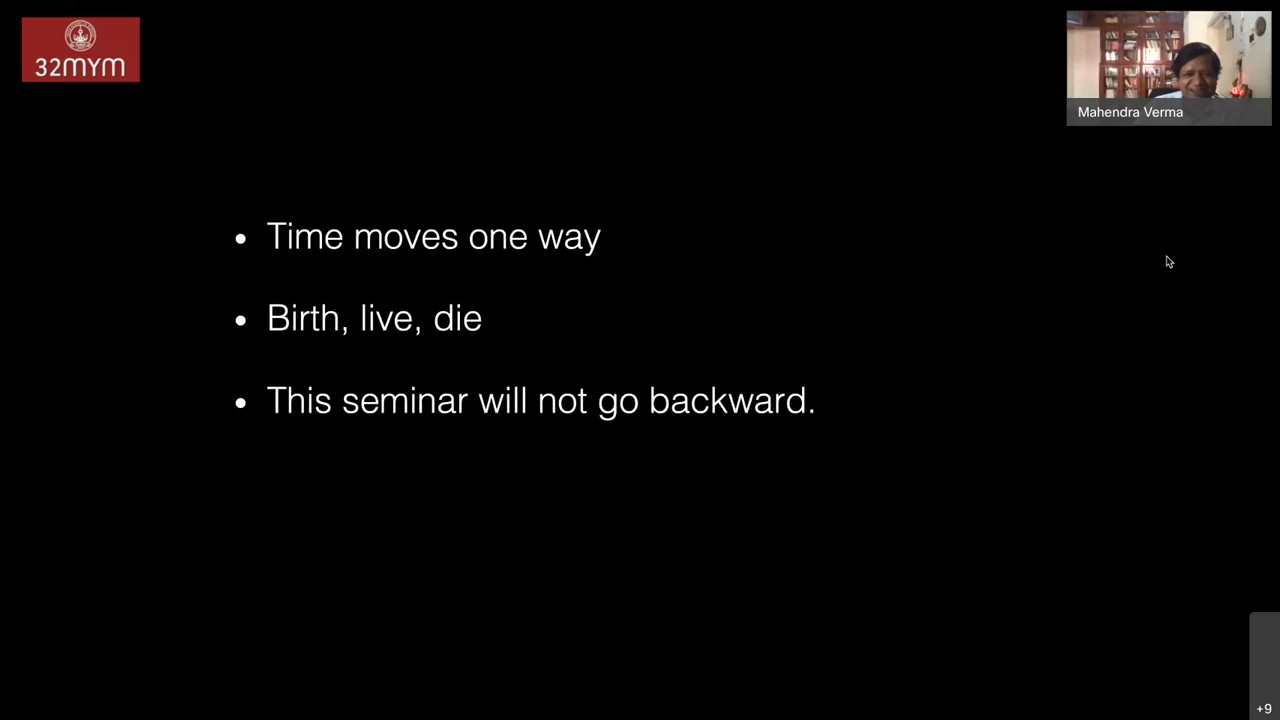 32MYM
Mahendra Verma
• Time moves one way
• Birth, live, die
• This seminar will not go backward.
+9